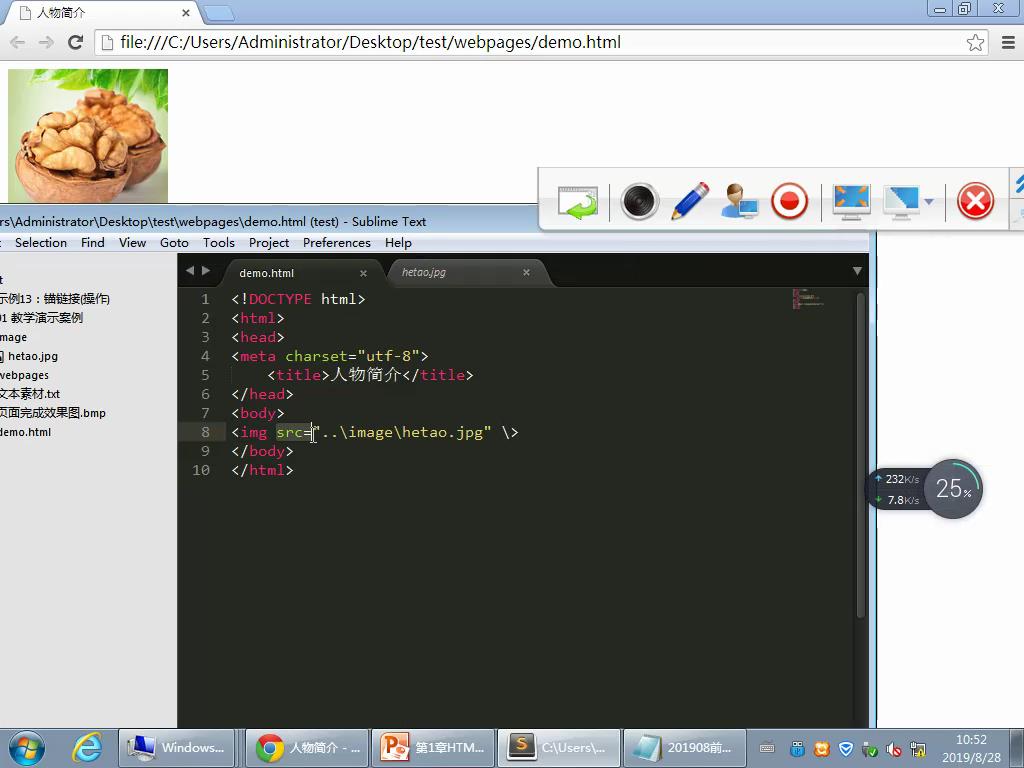 人物简介
file:///C:/Users/Administrator/Desktop/test/webpages/demo.html
rs\Administrator\Desktop\test\webpages\demo.html (test) - Sublime Text
Selection Find View Goto Tools Project Preferences Help
demo.html
hetao.jpg
示例13：锚链接(操作)
01 教学演示案例
mage
hetao.jpg
webpages
文本素材.txt
页面完成效果图.bmp
demo.html
1 <!DOCTYPE html>
2 <html>
3 <head>
4 <meta charset="utf-8">
5 <title>人物简介</title>
6 </head>
7 <body>
8 <img src="..\image\hetao.jpg" \>
9 </body>
10 </html>
232K/s
7.8K/s
25%
Windows...
人物简介 - ...
第1章HTM...
C:\Users\...
201908前...
10:52
2019/8/28